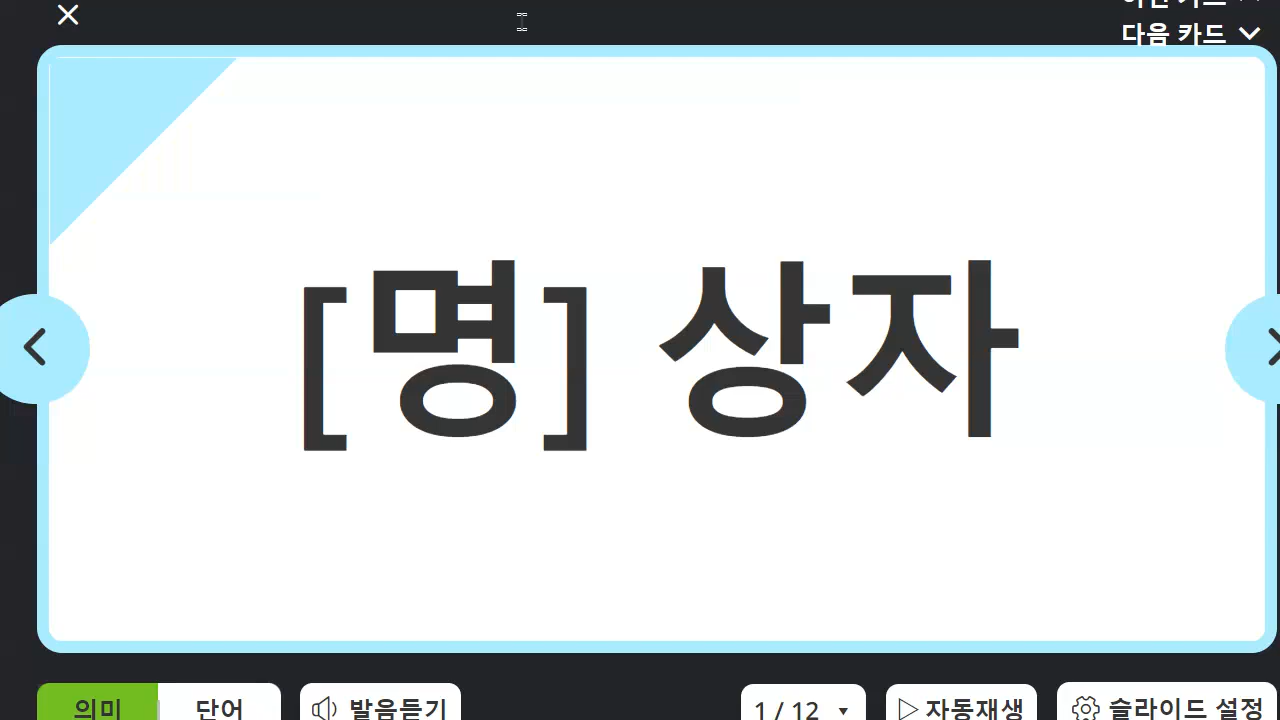 다음 카드
[명] 상자
의미 단어 발음듣기 1 / 12 자동재생 슬라이드 설정